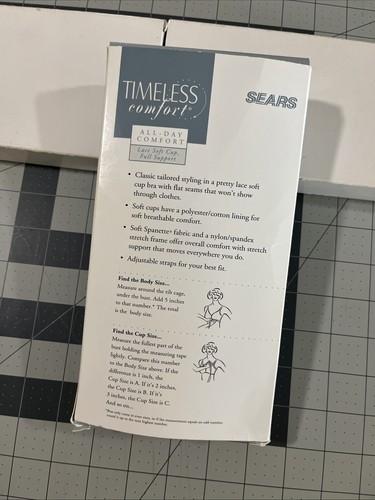 TIMELESS
comfort®
SEARS
ALL-DAY
COMFORT
Lace Soft Cup,
Full Support
• Classic tailored styling in a pretty lace soft
cup bra with flat seams that won't show
through clothes.
• Soft cups have a polyester/cotton lining for
soft breathable comfort.
• Soft Spanette® fabric and a nylon/spandex
stretch frame offer overall comfort with stretch
support that moves everywhere you do.
• Adjustable straps for your best fit.
Find the Body Size...
Measure around the rib cage,
under the bust. Add 5 inches
to that number.* The total
is the body size.
Find the Cup Size...
Measure the fullest part of the
bust holding the measuring tape
lightly. Compare this number
to the Body Size above. If the
difference is 1 inch, the
Cup Size is A. If it's 2 inches,
the Cup Size is B. If it's
3 inches, the Cup Size is C.
And so on...